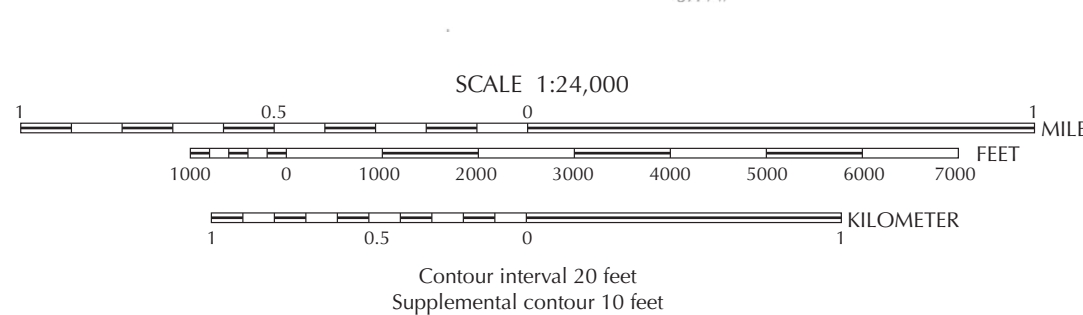 SCALE 1:24,000
1 0.5 0 1
MILE
FEET
1000 0 1000 2000 3000 4000 5000 6000 7000
KILOMETER
1 0.5 0 1
Contour interval 20 feet
Supplemental contour 10 feet